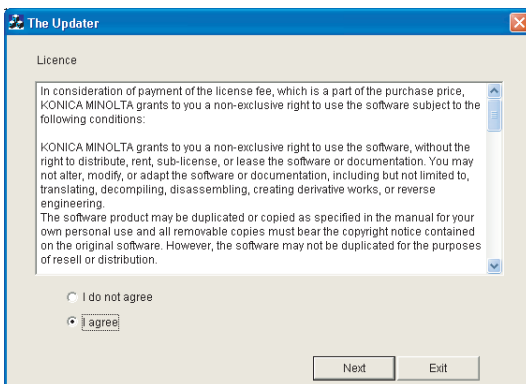 The Updater
Licence
In consideration of payment of the license fee, which is a part of the purchase price,
KONICA MINOLTA grants to you a non-exclusive right to use the software subject to the
following conditions:
KONICA MINOLTA grants to you a non-exclusive right to use the software, without the
right to distribute, rent, sub-license, or lease the software or documentation. You may
not alter, modify, or adapt the software or documentation, including but not limited to,
translating, decompiling, disassembling, creating derivative works, or reverse
engineering.
The software product may be duplicated or copied as specified in the manual for your
own personal use and all removable copies must bear the copyright notice contained
on the original software. However, the software may not be duplicated for the purposes
of resell or distribution.
I do not agree
I agree
Next Exit